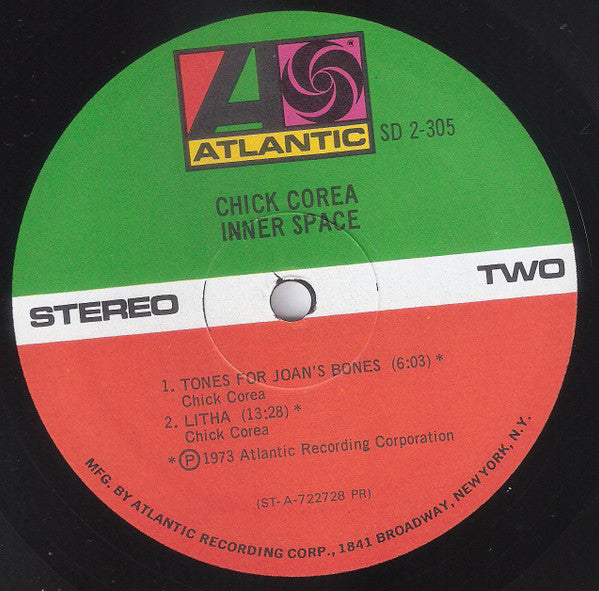 ATLANTIC
SD 2-305
CHICK COREA
INNER SPACE
STEREO
TWO
1. TONES FOR JOAN'S BONES (6:03) *
Chick Corea
2. LITHA (13:28) *
Chick Corea
* Ⓟ 1973 Atlantic Recording Corporation
(ST-A-722728 PR)
MFG. BY ATLANTIC RECORDING CORP., 1841 BROADWAY, NEW YORK, N.Y.